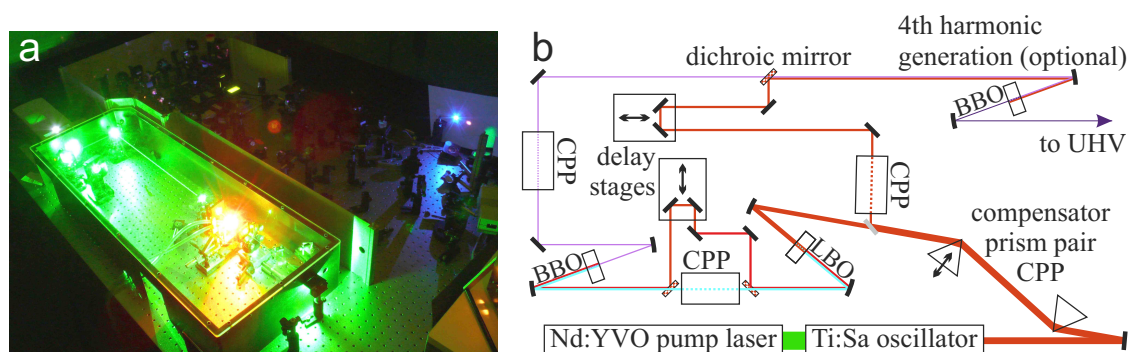 a
b
4th harmonic
generation (optional)
dichroic mirror
BBO
to UHV
CPP
delay
stages
CPP
compensator
prism pair
CPP
LBO
BBO
CPP
Nd:YVO pump laser
Ti:Sa oscillator